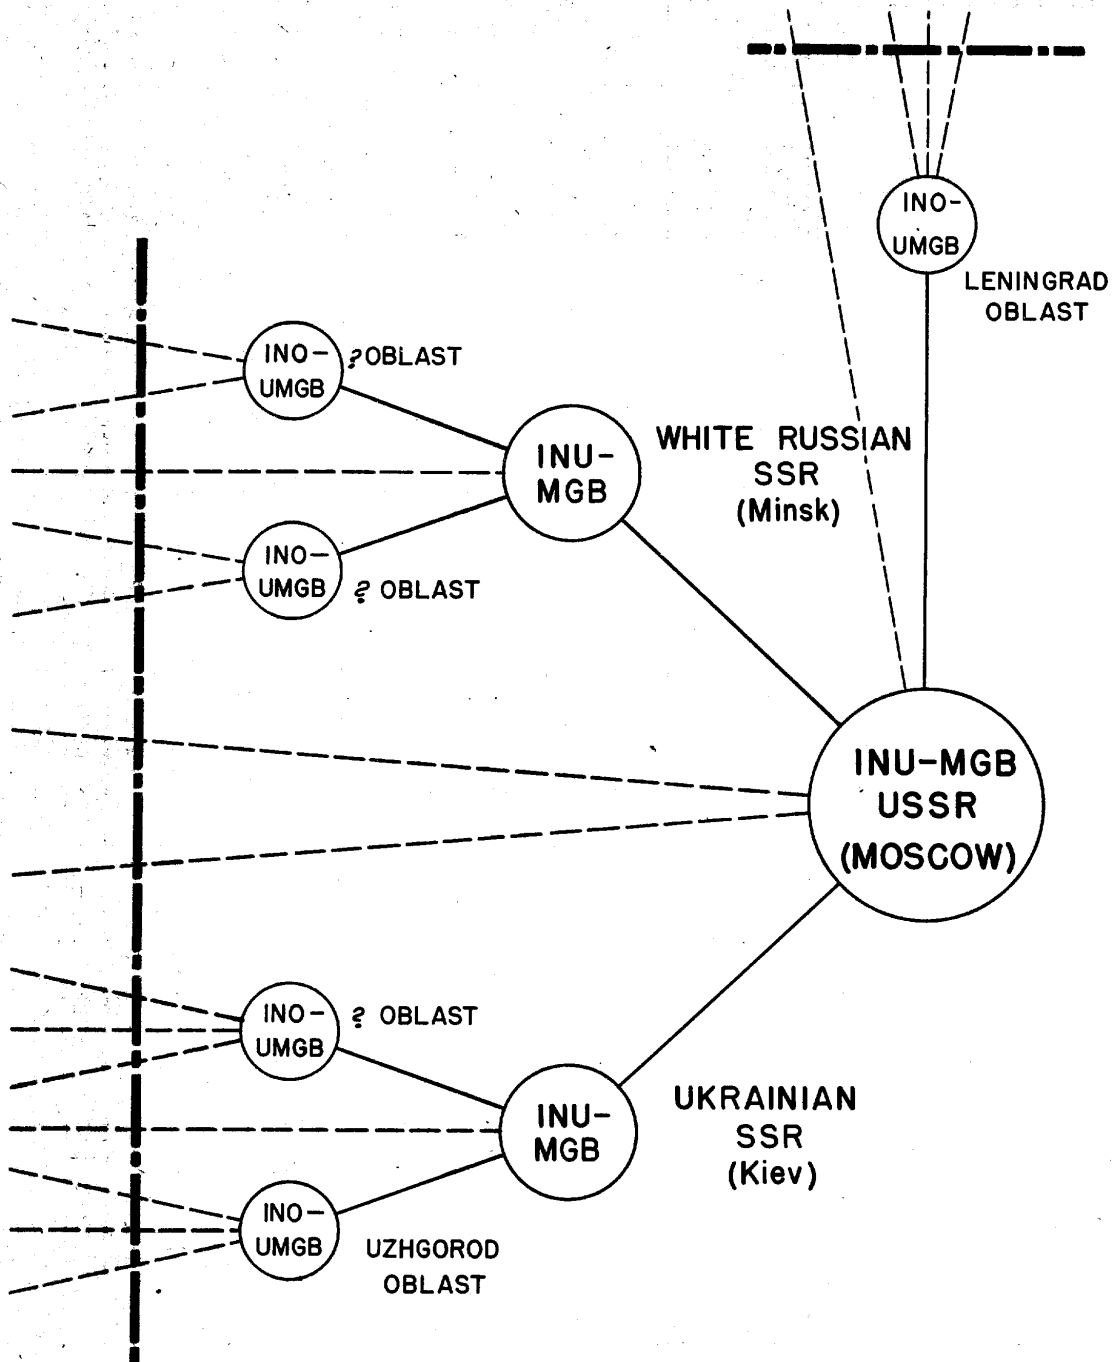 INO-
UMGB
LENINGRAD
OBLAST
INO-
UMGB
? OBLAST
INU-
MGB
WHITE RUSSIAN
SSR
(Minsk)
INO-
UMGB
? OBLAST
INU-MGB
USSR
(MOSCOW)
INO-
UMGB
? OBLAST
INU-
MGB
UKRAINIAN
SSR
(Kiev)
INO-
UMGB
UZHGOROD
OBLAST